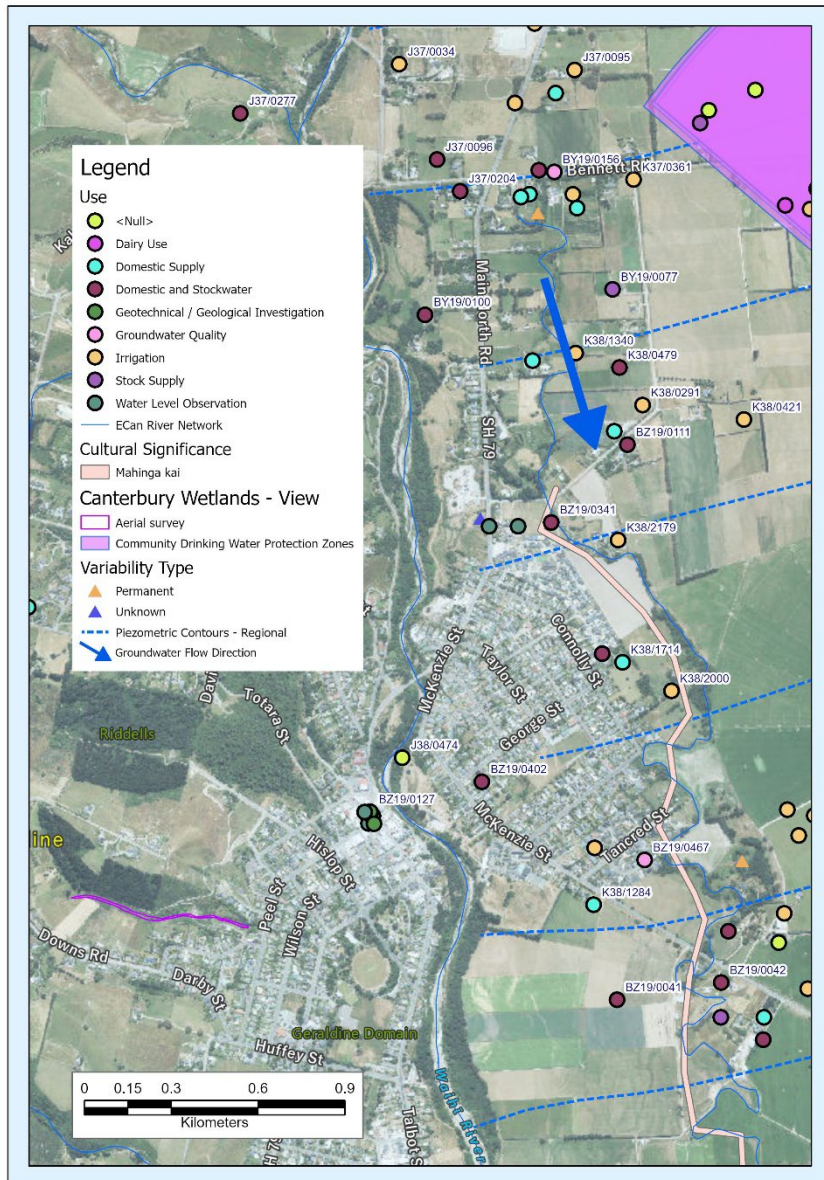 J37/0034
J37/0095
J37/0277
J37/0096
BY19/0156
Bennett Rd
K37/0361
J37/0204
Legend
Use
<Null>
Dairy Use
Domestic Supply
Domestic and Stockwater
Geotechnical / Geological Investigation
Groundwater Quality
Irrigation
Stock Supply
Water Level Observation
ECan River Network
Cultural Significance
Mahinga kai
Canterbury Wetlands - View
Aerial survey
Community Drinking Water Protection Zones
Variability Type
Permanent
Unknown
Piezometric Contours - Regional
Groundwater Flow Direction
Main North Rd
BY19/0077
BY19/0100
K38/1340
K38/0479
K38/0291
K38/0421
SH 79
BZ19/0111
BZ19/0341
K38/2179
McKenzie St
Taylor St
Connolly St
K38/1714
K38/2000
Totara St
George St
Riddells
J38/0474
BZ19/0402
BZ19/0127
McKenzie St
Tancred St
BZ19/0467
Hislop St
K38/1284
Peel St
Wilson St
Downs Rd
Darby St
BZ19/0042
BZ19/0041
Geraldine Domain
Huffey St
Waihi River
0 0.15 0.3 0.6 0.9
Kilometers